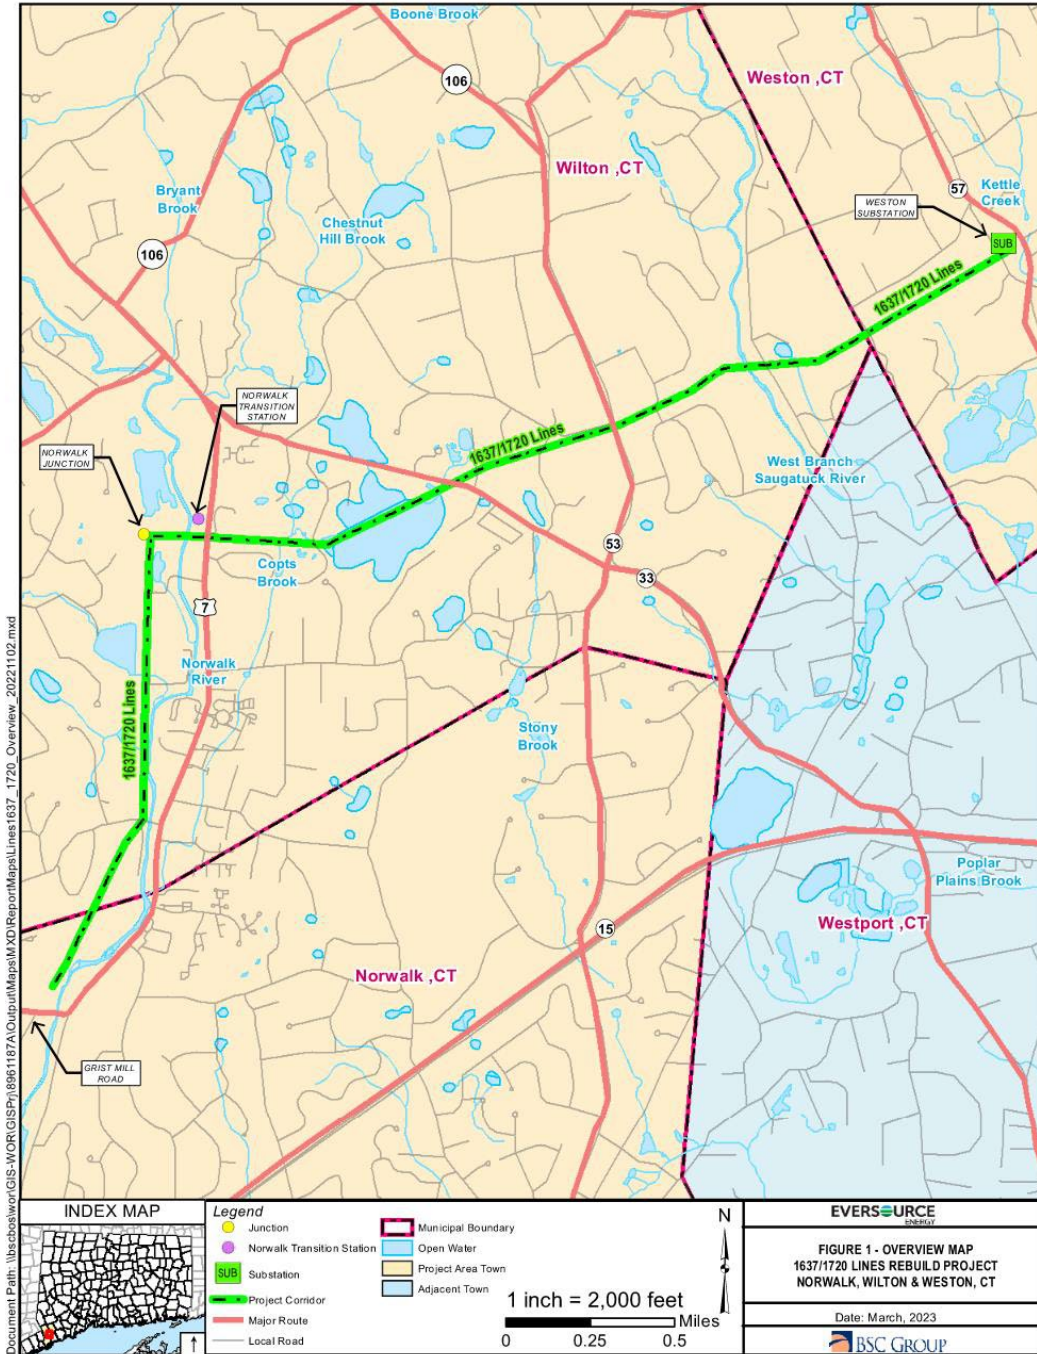 Boone Brook
106
Weston ,CT
Wilton ,CT
Bryant
Brook
Chestnut
Hill Brook
57
Kettle
Creek
WESTON
SUBSTATION
SUB
106
1637/1720 Lines
NORWALK
TRANSITION
STATION
NORWALK
JUNCTION
1637/1720 Lines
West Branch
Saugatuck River
53
33
Copts
Brook
7
Norwalk
River
1637/1720 Lines
Stony
Brook
Poplar
Plains Brook
15
Westport ,CT
Norwalk ,CT
GRIST MILL
ROAD
Document Path: \\bscbos\wor\GIS-WOR\GISPrj\8961187A\Output\Maps\MXD\ReportMaps\Lines1637_1720_Overview_20221102.mxd
INDEX MAP
Legend
Junction
Norwalk Transition Station
SUB Substation
Project Corridor
Major Route
Local Road
Municipal Boundary
Open Water
Project Area Town
Adjacent Town
N
1 inch = 2,000 feet
Miles
0 0.25 0.5
EVERSOURCE
ENERGY
FIGURE 1 - OVERVIEW MAP
1637/1720 LINES REBUILD PROJECT
NORWALK, WILTON & WESTON, CT
Date: March, 2023
BSC GROUP